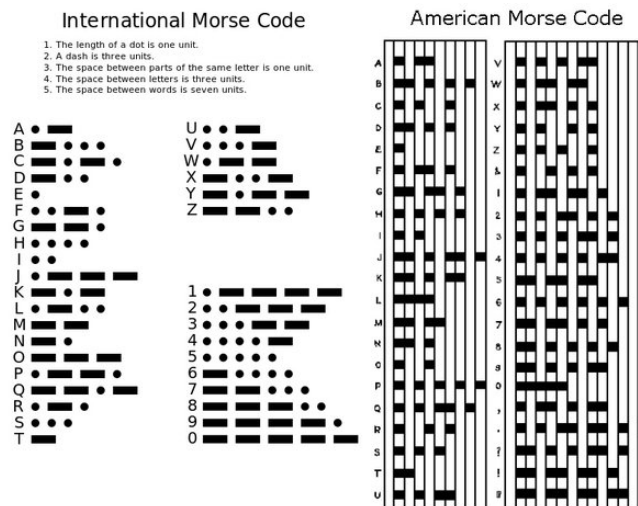 International Morse Code
1. The length of a dot is one unit.
2. A dash is three units.
3. The space between parts of the same letter is one unit.
4. The space between letters is three units.
5. The space between words is seven units.
A
B
C
D
E
F
G
H
I
J
K
L
M
N
O
P
Q
R
S
T
U
V
W
X
Y
Z
1
2
3
4
5
6
7
8
9
0
American Morse Code
A
B
C
D
E
F
G
H
I
J
K
L
M
N
O
P
Q
R
S
T
U
V
W
X
Y
Z
&
1
2
3
4
5
6
7
8
9
0
,
.
?
!